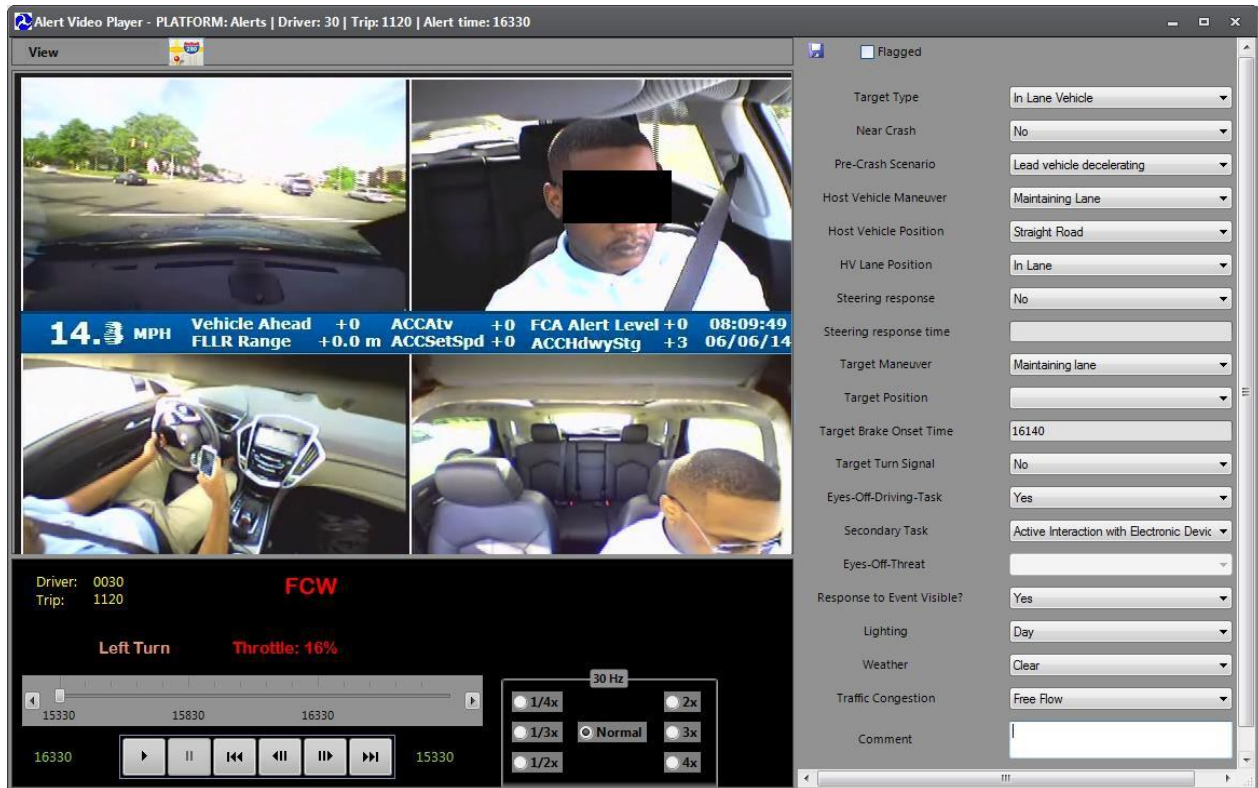 Alert Video Player - PLATFORM: Alerts | Driver: 30 | Trip: 1120 | Alert time: 16330
View
280
Flagged
14. MPH
Vehicle Ahead +0 ACCAtv +0 FCA Alert Level +0 08:09:49
FLLR Range +0.0 m ACCSetSpd +0 ACCHdwyStg +3 06/06/14
Driver: 0030
Trip: 1120
FCW
Left Turn Throttle: 16%
15330 15830 16330
16330 15330
30 Hz
1/4x 2x
1/3x Normal 3x
1/2x 4x
Target Type In Lane Vehicle
Near Crash No
Pre-Crash Scenario Lead vehicle decelerating
Host Vehicle Maneuver Maintaining Lane
Host Vehicle Position Straight Road
HV Lane Position In Lane
Steering response No
Steering response time
Target Maneuver Maintaining lane
Target Position
Target Brake Onset Time 16140
Target Turn Signal No
Eyes-Off-Driving-Task Yes
Secondary Task Active Interaction with Electronic Devic
Eyes-Off-Threat
Response to Event Visible? Yes
Lighting Day
Weather Clear
Traffic Congestion Free Flow
Comment